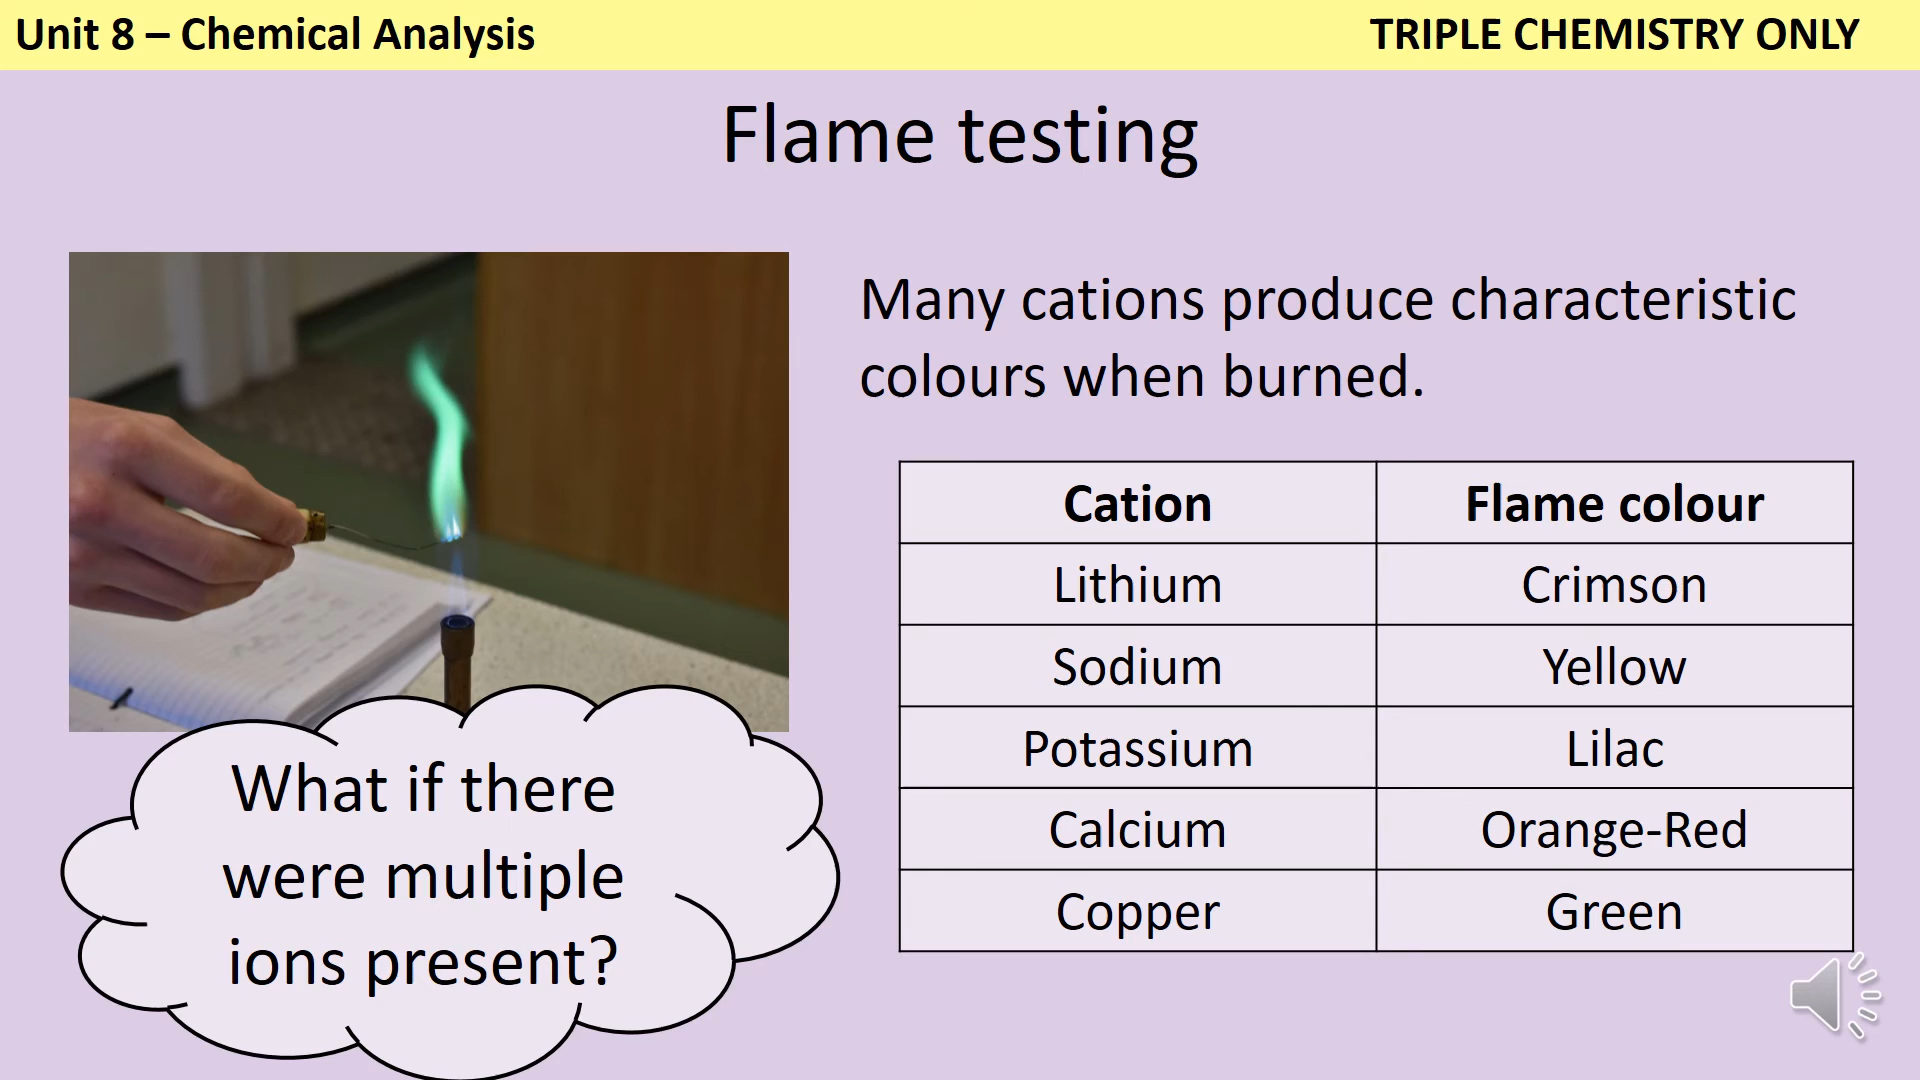 Unit 8 – Chemical Analysis
TRIPLE CHEMISTRY ONLY
Flame testing
Many cations produce characteristic
colours when burned.
Cation Flame colour
Lithium Crimson
Sodium Yellow
Potassium Lilac
Calcium Orange-Red
Copper Green
What if there
were multiple
ions present?